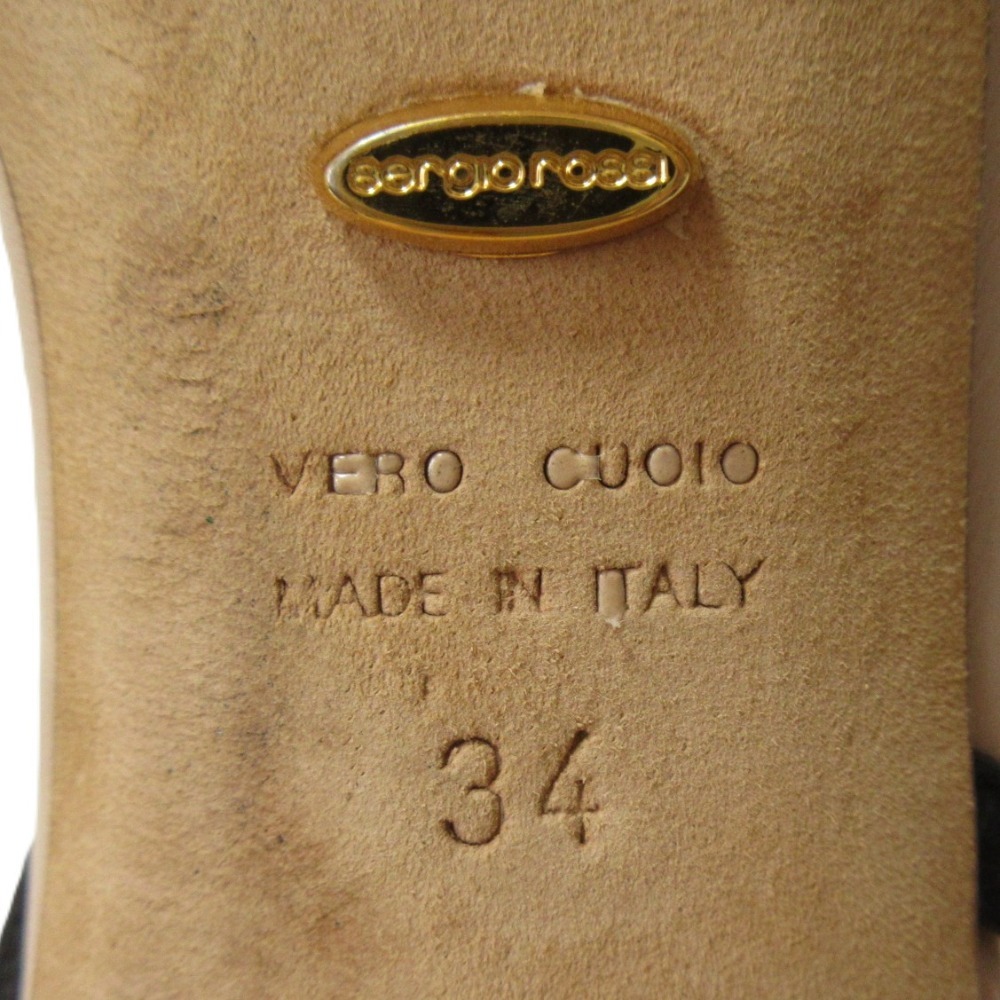 sergio rossi
VERO CUOIO
MADE IN ITALY
34